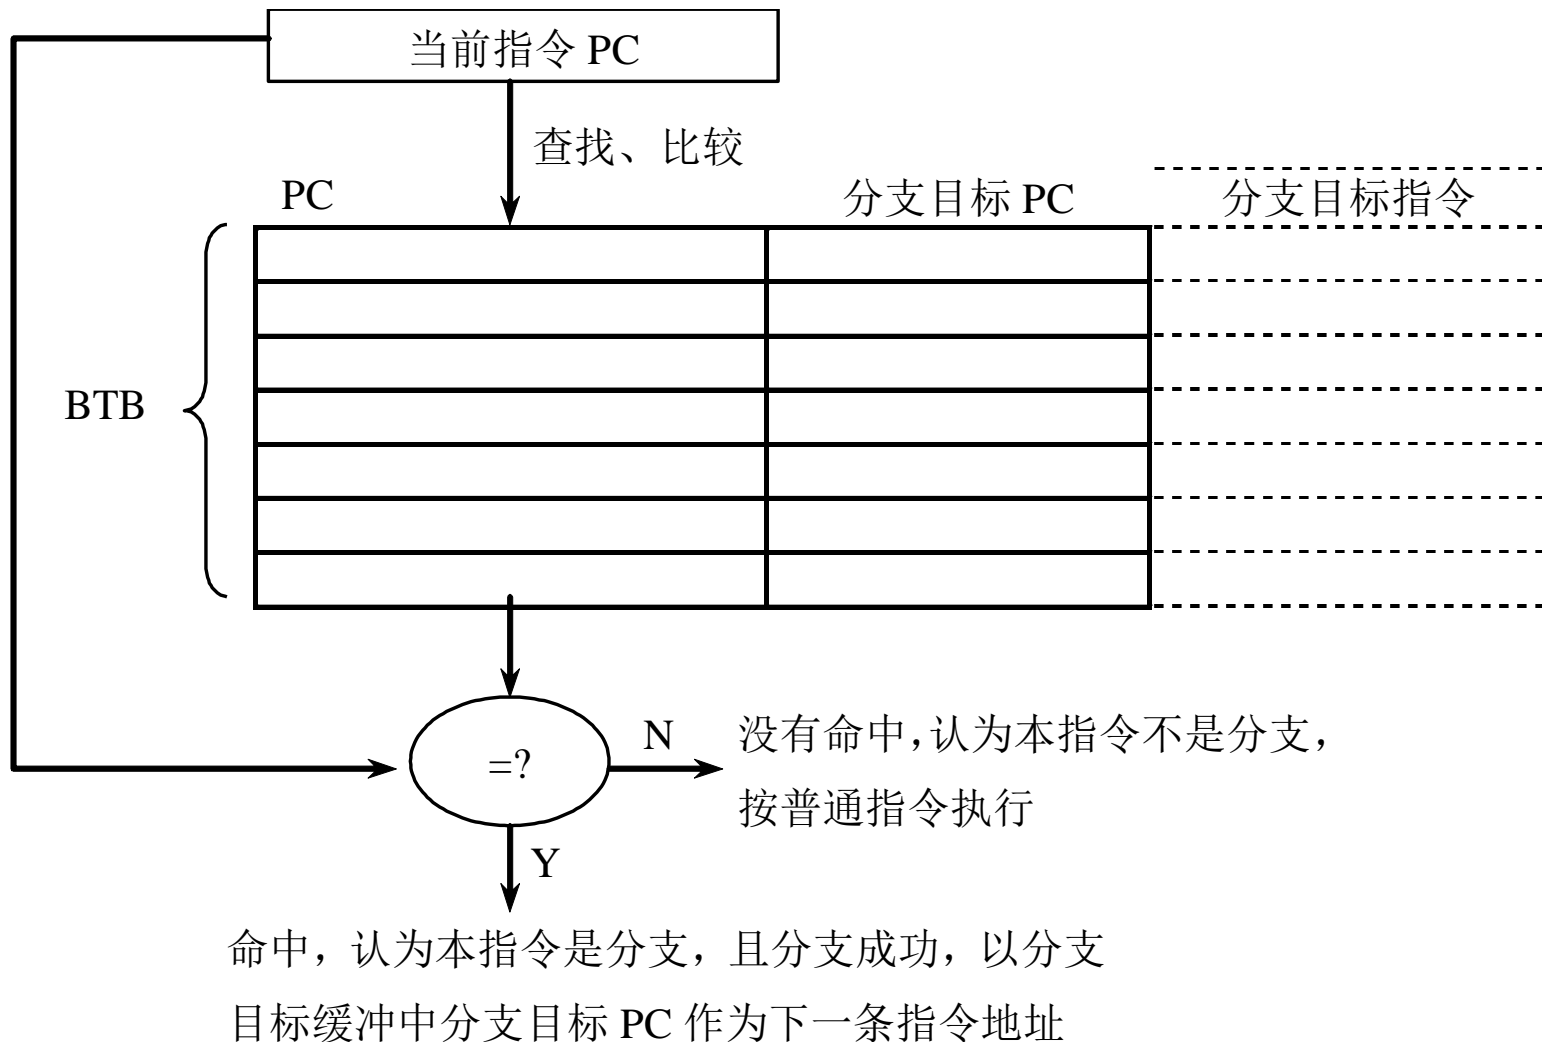 当前指令 PC
查找、比较
PC
分支目标 PC
分支目标指令
BTB
=?
N
没有命中,认为本指令不是分支,
按普通指令执行
Y
命中，认为本指令是分支，且分支成功，以分支
目标缓冲中分支目标 PC 作为下一条指令地址